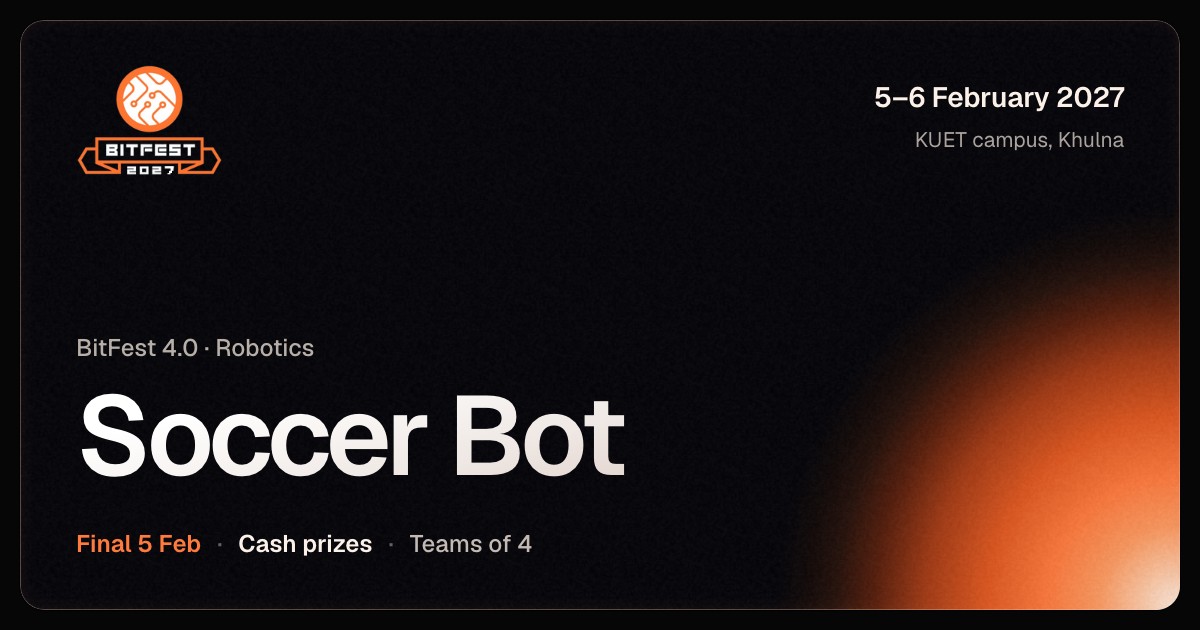 BITFEST
2027
5–6 February 2027
KUET campus, Khulna
BitFest 4.0 · Robotics
Soccer Bot
Final 5 Feb · Cash prizes · Teams of 4